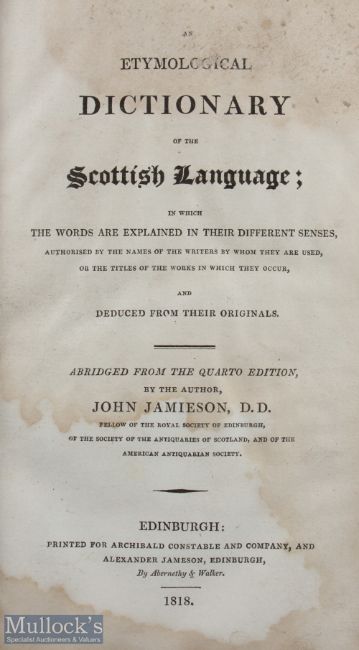 AN
ETYMOLOGICAL
DICTIONARY
OF THE
Scottish Language;
IN WHICH
THE WORDS ARE EXPLAINED IN THEIR DIFFERENT SENSES,
AUTHORISED BY THE NAMES OF THE WRITERS BY WHOM THEY ARE USED,
OR THE TITLES OF THE WORKS IN WHICH THEY OCCUR,
AND
DEDUCED FROM THEIR ORIGINALS.
ABRIDGED FROM THE QUARTO EDITION,
BY THE AUTHOR,
JOHN JAMIESON, D.D.
FELLOW OF THE ROYAL SOCIETY OF EDINBURGH,
OF THE SOCIETY OF THE ANTIQUARIES OF SCOTLAND, AND OF THE
AMERICAN ANTIQUARIAN SOCIETY.
EDINBURGH:
PRINTED FOR ARCHIBALD CONSTABLE AND COMPANY, AND
ALEXANDER JAMESON, EDINBURGH,
By Abernethy & Walker.
1818.
Mullock's
Specialist Auctioneers & Valuers